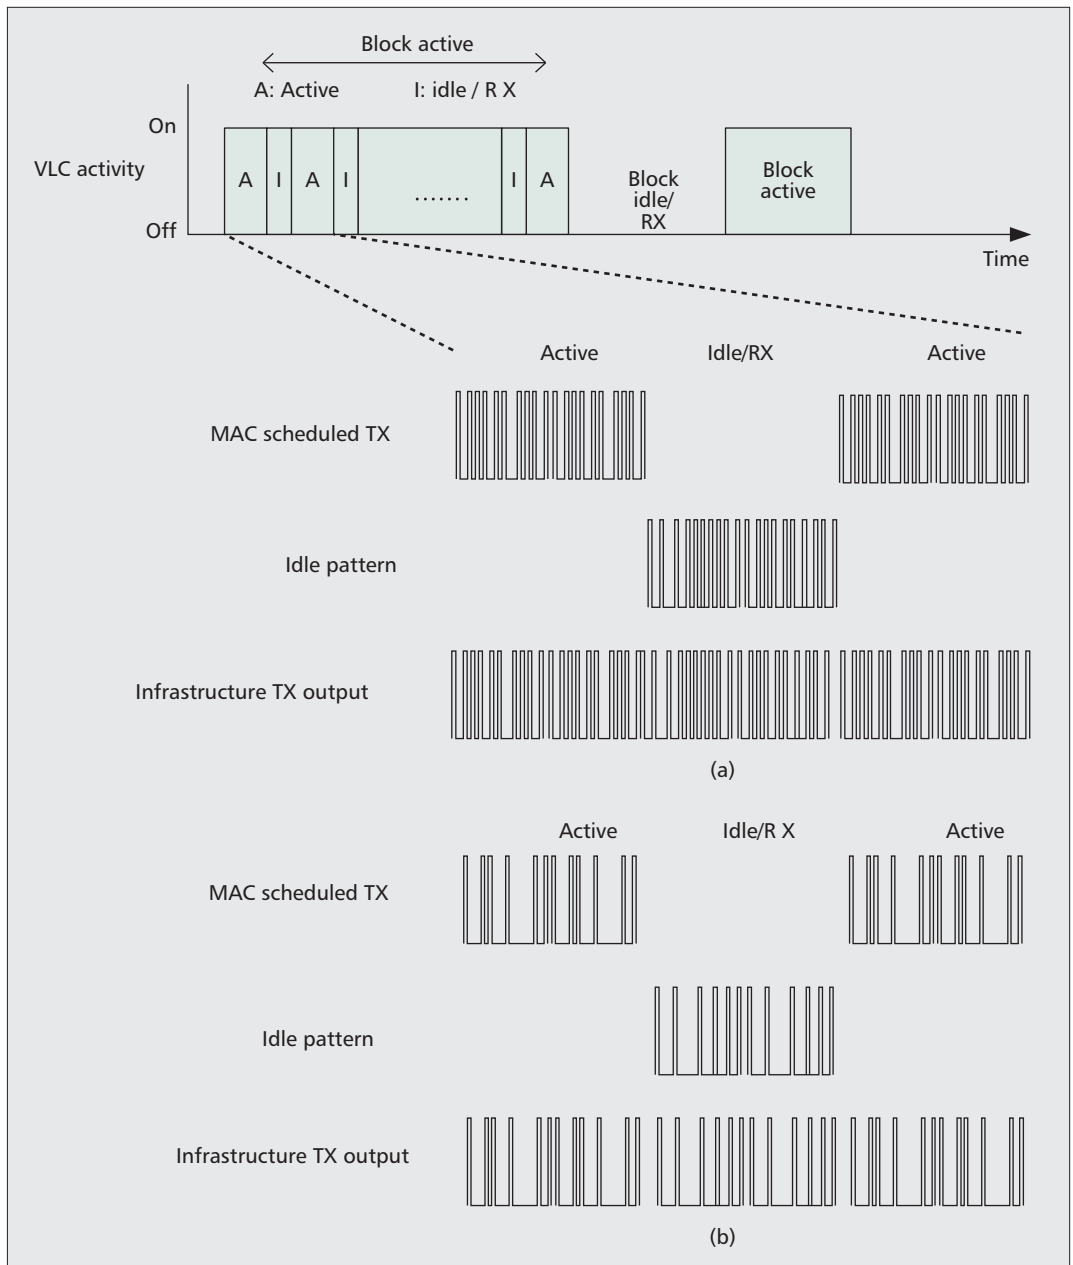 Block active
A: Active
I: idle / R X
On
VLC activity
A
I
A
I
.......
I
A
Block
idle/
RX
Block
active
Off
Time
Active
Idle/RX
Active
MAC scheduled TX
Idle pattern
Infrastructure TX output
(a)
Active
Idle/R X
Active
MAC scheduled TX
Idle pattern
Infrastructure TX output
(b)